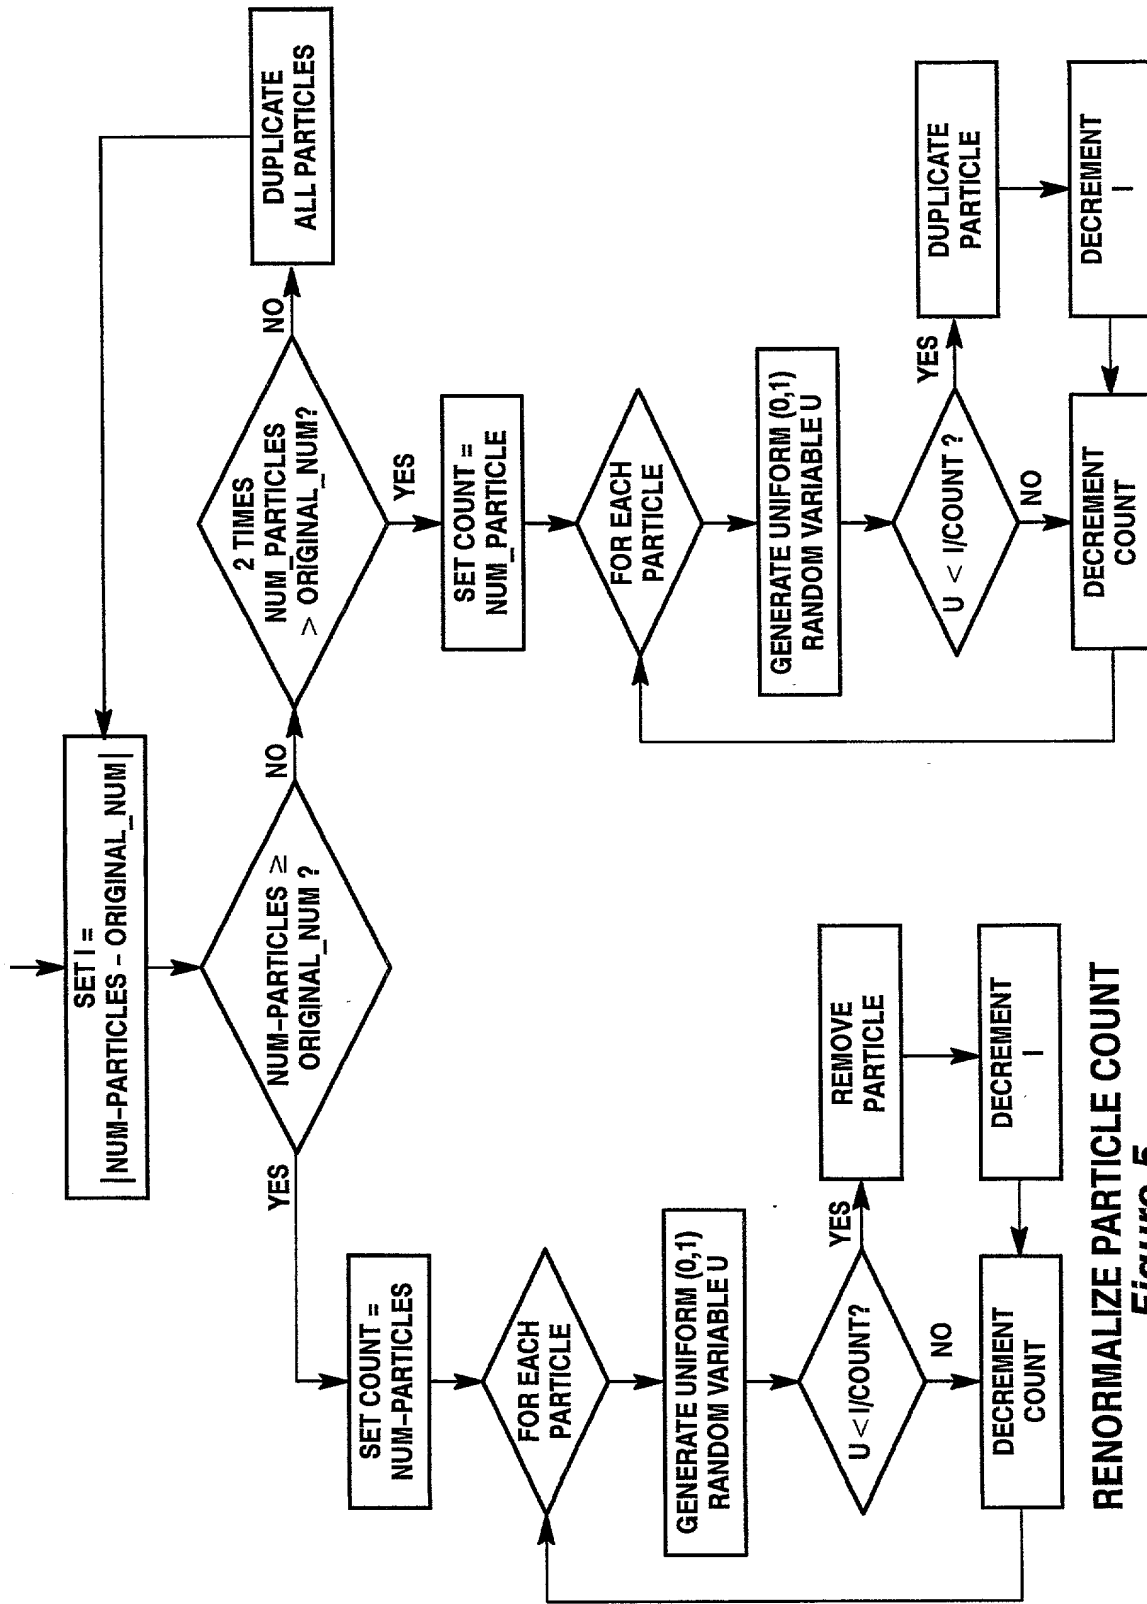 SET I =
|NUM-PARTICLES - ORIGINAL_NUM|
NUM-PARTICLES ≥
ORIGINAL_NUM ?
YES
NO
2 TIMES
NUM_PARTICLES
> ORIGINAL_NUM?
NO
DUPLICATE
ALL PARTICLES
YES
SET COUNT =
NUM-PARTICLES
FOR EACH
PARTICLE
GENERATE UNIFORM (0,1)
RANDOM VARIABLE U
U < I/COUNT?
YES
REMOVE
PARTICLE
NO
DECREMENT
I
DECREMENT
COUNT
SET COUNT =
NUM_PARTICLE
FOR EACH
PARTICLE
GENERATE UNIFORM (0,1)
RANDOM VARIABLE U
U < I/COUNT ?
YES
DUPLICATE
PARTICLE
NO
DECREMENT
I
DECREMENT
COUNT
RENORMALIZE PARTICLE COUNT
Figure 5